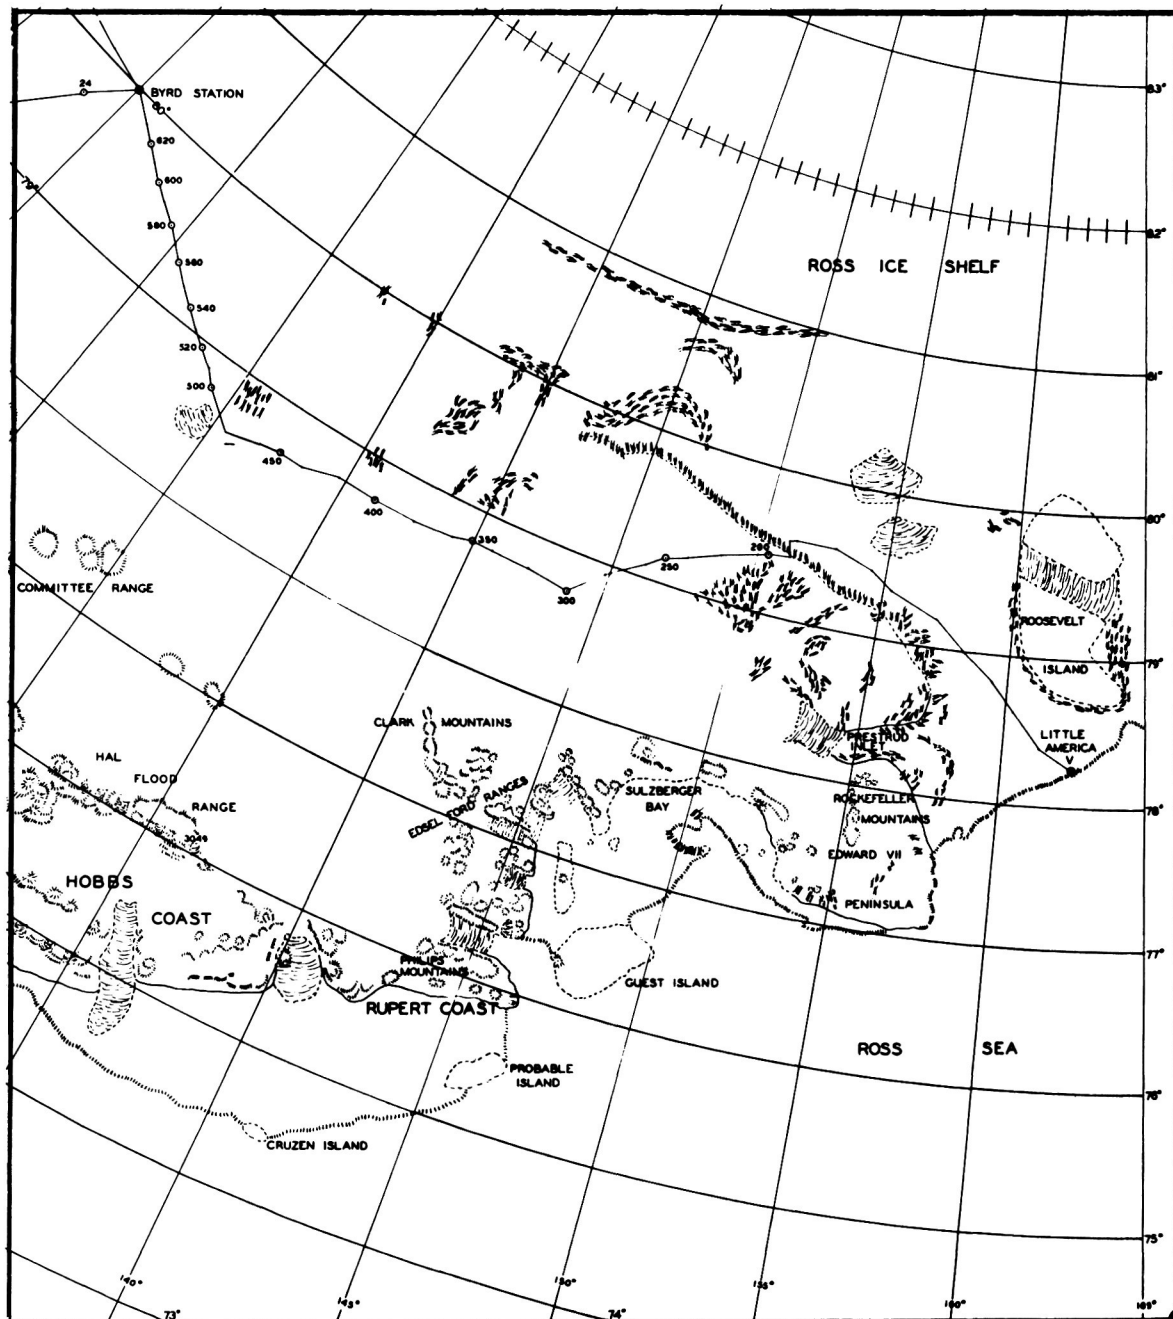 83°
24
BYRD STATION
620
600
79°
580
82°
560
ROSS ICE SHELF
540
520
500
81°
450
400
80°
350
200
250
COMMITTEE RANGE
300
ROOSEVELT
ISLAND
79°
CLARK MOUNTAINS
LITTLE
AMERICA
PRESTRUD
INLET
HAL
FLOOD
RANGE
SULZBERGER
BAY
EDSEL FORD RANGES
ROCKEFELLER
MOUNTAINS
78°
3049
EDWARD VII
PENINSULA
HOBBS
COAST
77°
PHILIPS
MOUNTAINS
GUEST ISLAND
RUPERT COAST
ROSS SEA
PROBABLE
ISLAND
76°
CRUZEN ISLAND
75°
140°
145°
150°
155°
160°
165°
73°
74°